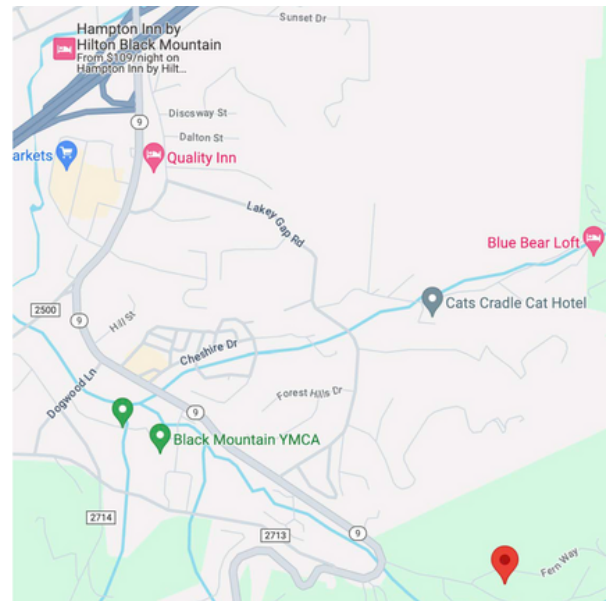 Sunset Dr
Hampton Inn by
Hilton Black Mountain
From $109/night on
Hampton Inn by Hilt...
9
Discsway St
Dalton St
arkets
Quality Inn
Lakey Gap Rd
Blue Bear Loft
Cats Cradle Cat Hotel
2500
9
Hill St
Cheshire Dr
Dogwood Ln
Forest Hills Dr
9
Black Mountain YMCA
2714
2713
9
Fern Way